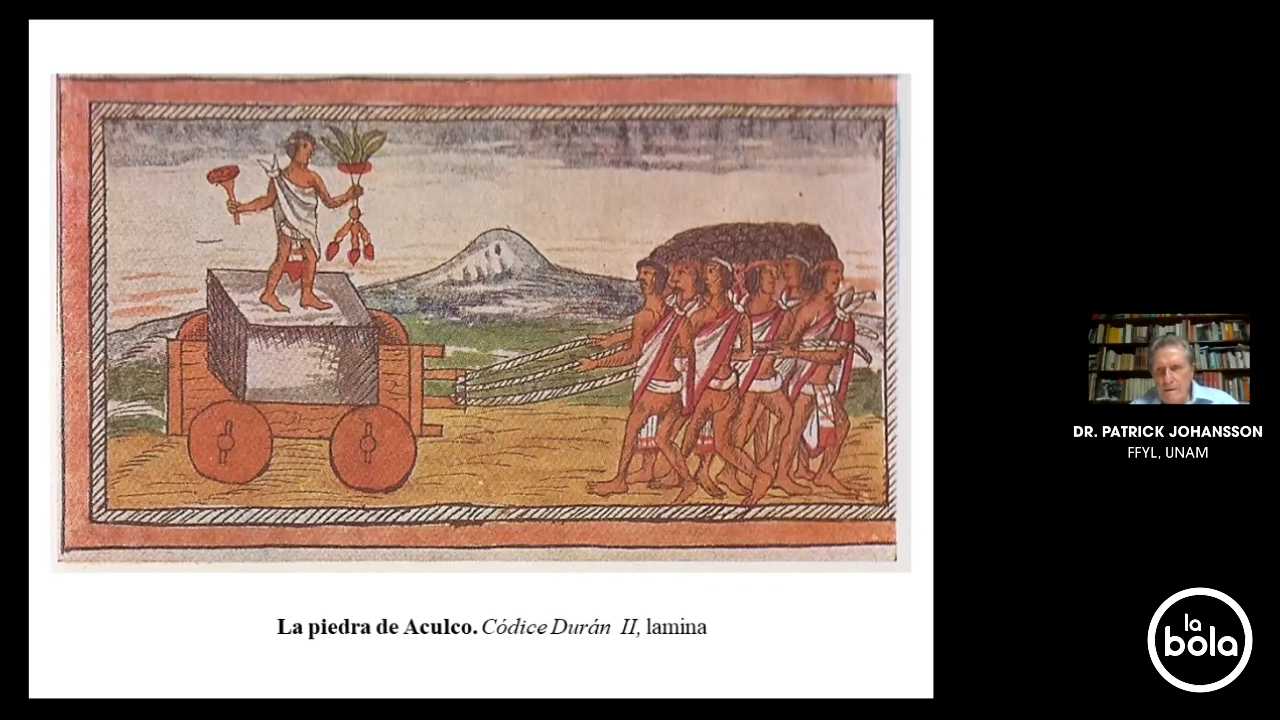 La piedra de Aculco. Códice Durán II, lamina
DR. PATRICK JOHANSSON
FFYL, UNAM
la
bola